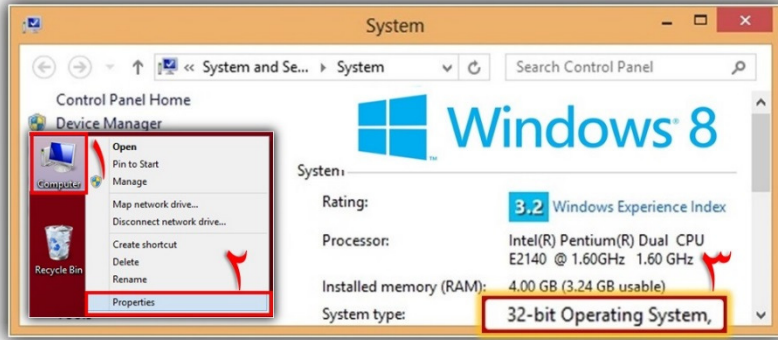 System
« System and Se... System
Search Control Panel
Control Panel Home
Device Manager
Windows 8
Computer
۱
Open
Pin to Start
Manage
Map network drive...
Disconnect network drive...
Create shortcut
Delete
Rename
۲
Properties
Recycle Bin
System
Rating:
3.2 Windows Experience Index
Processor:
Intel(R) Pentium(R) Dual CPU
E2140 @ 1.60GHz 1.60 GHz
۳
Installed memory (RAM):
4.00 GB (3.24 GB usable)
System type:
32-bit Operating System,